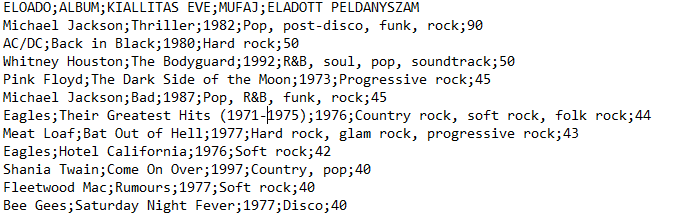 ELOADO;ALBUM;KIALLITAS EVE;MUFAJ;ELADOTT PELDANYSZAM
Michael Jackson;Thriller;1982;Pop, post-disco, funk, rock;90
AC/DC;Back in Black;1980;Hard rock;50
Whitney Houston;The Bodyguard;1992;R&B, soul, pop, soundtrack;50
Pink Floyd;The Dark Side of the Moon;1973;Progressive rock;45
Michael Jackson;Bad;1987;Pop, R&B, funk, rock;45
Eagles;Their Greatest Hits (1971-1975);1976;Country rock, soft rock, folk rock;44
Meat Loaf;Bat Out of Hell;1977;Hard rock, glam rock, progressive rock;43
Eagles;Hotel California;1976;Soft rock;42
Shania Twain;Come On Over;1997;Country, pop;40
Fleetwood Mac;Rumours;1977;Soft rock;40
Bee Gees;Saturday Night Fever;1977;Disco;40